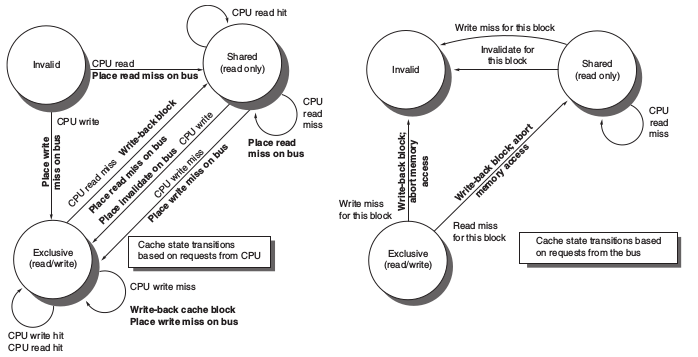 CPU read hit
Invalid
CPU read
Place read miss on bus
Shared
(read only)
CPU write
Place write
miss on bus
CPU read miss Write-back block
Place read miss on bus
Place invalidate on bus CPU write
CPU write miss
Place write miss on bus
CPU
read
miss
Place read
miss on bus
Exclusive
(read/write)
Cache state transitions
based on requests from CPU
CPU write miss
Write-back cache block
Place write miss on bus
CPU write hit
CPU read hit
Write miss for this block
Invalid
Invalidate for
this block
Shared
(read only)
CPU
read
miss
Write-back block;
abort memory
access
Write-back block; abort
memory access
Write miss
for this block
Exclusive
(read/write)
Read miss
for this block
Cache state transitions based
on requests from the bus